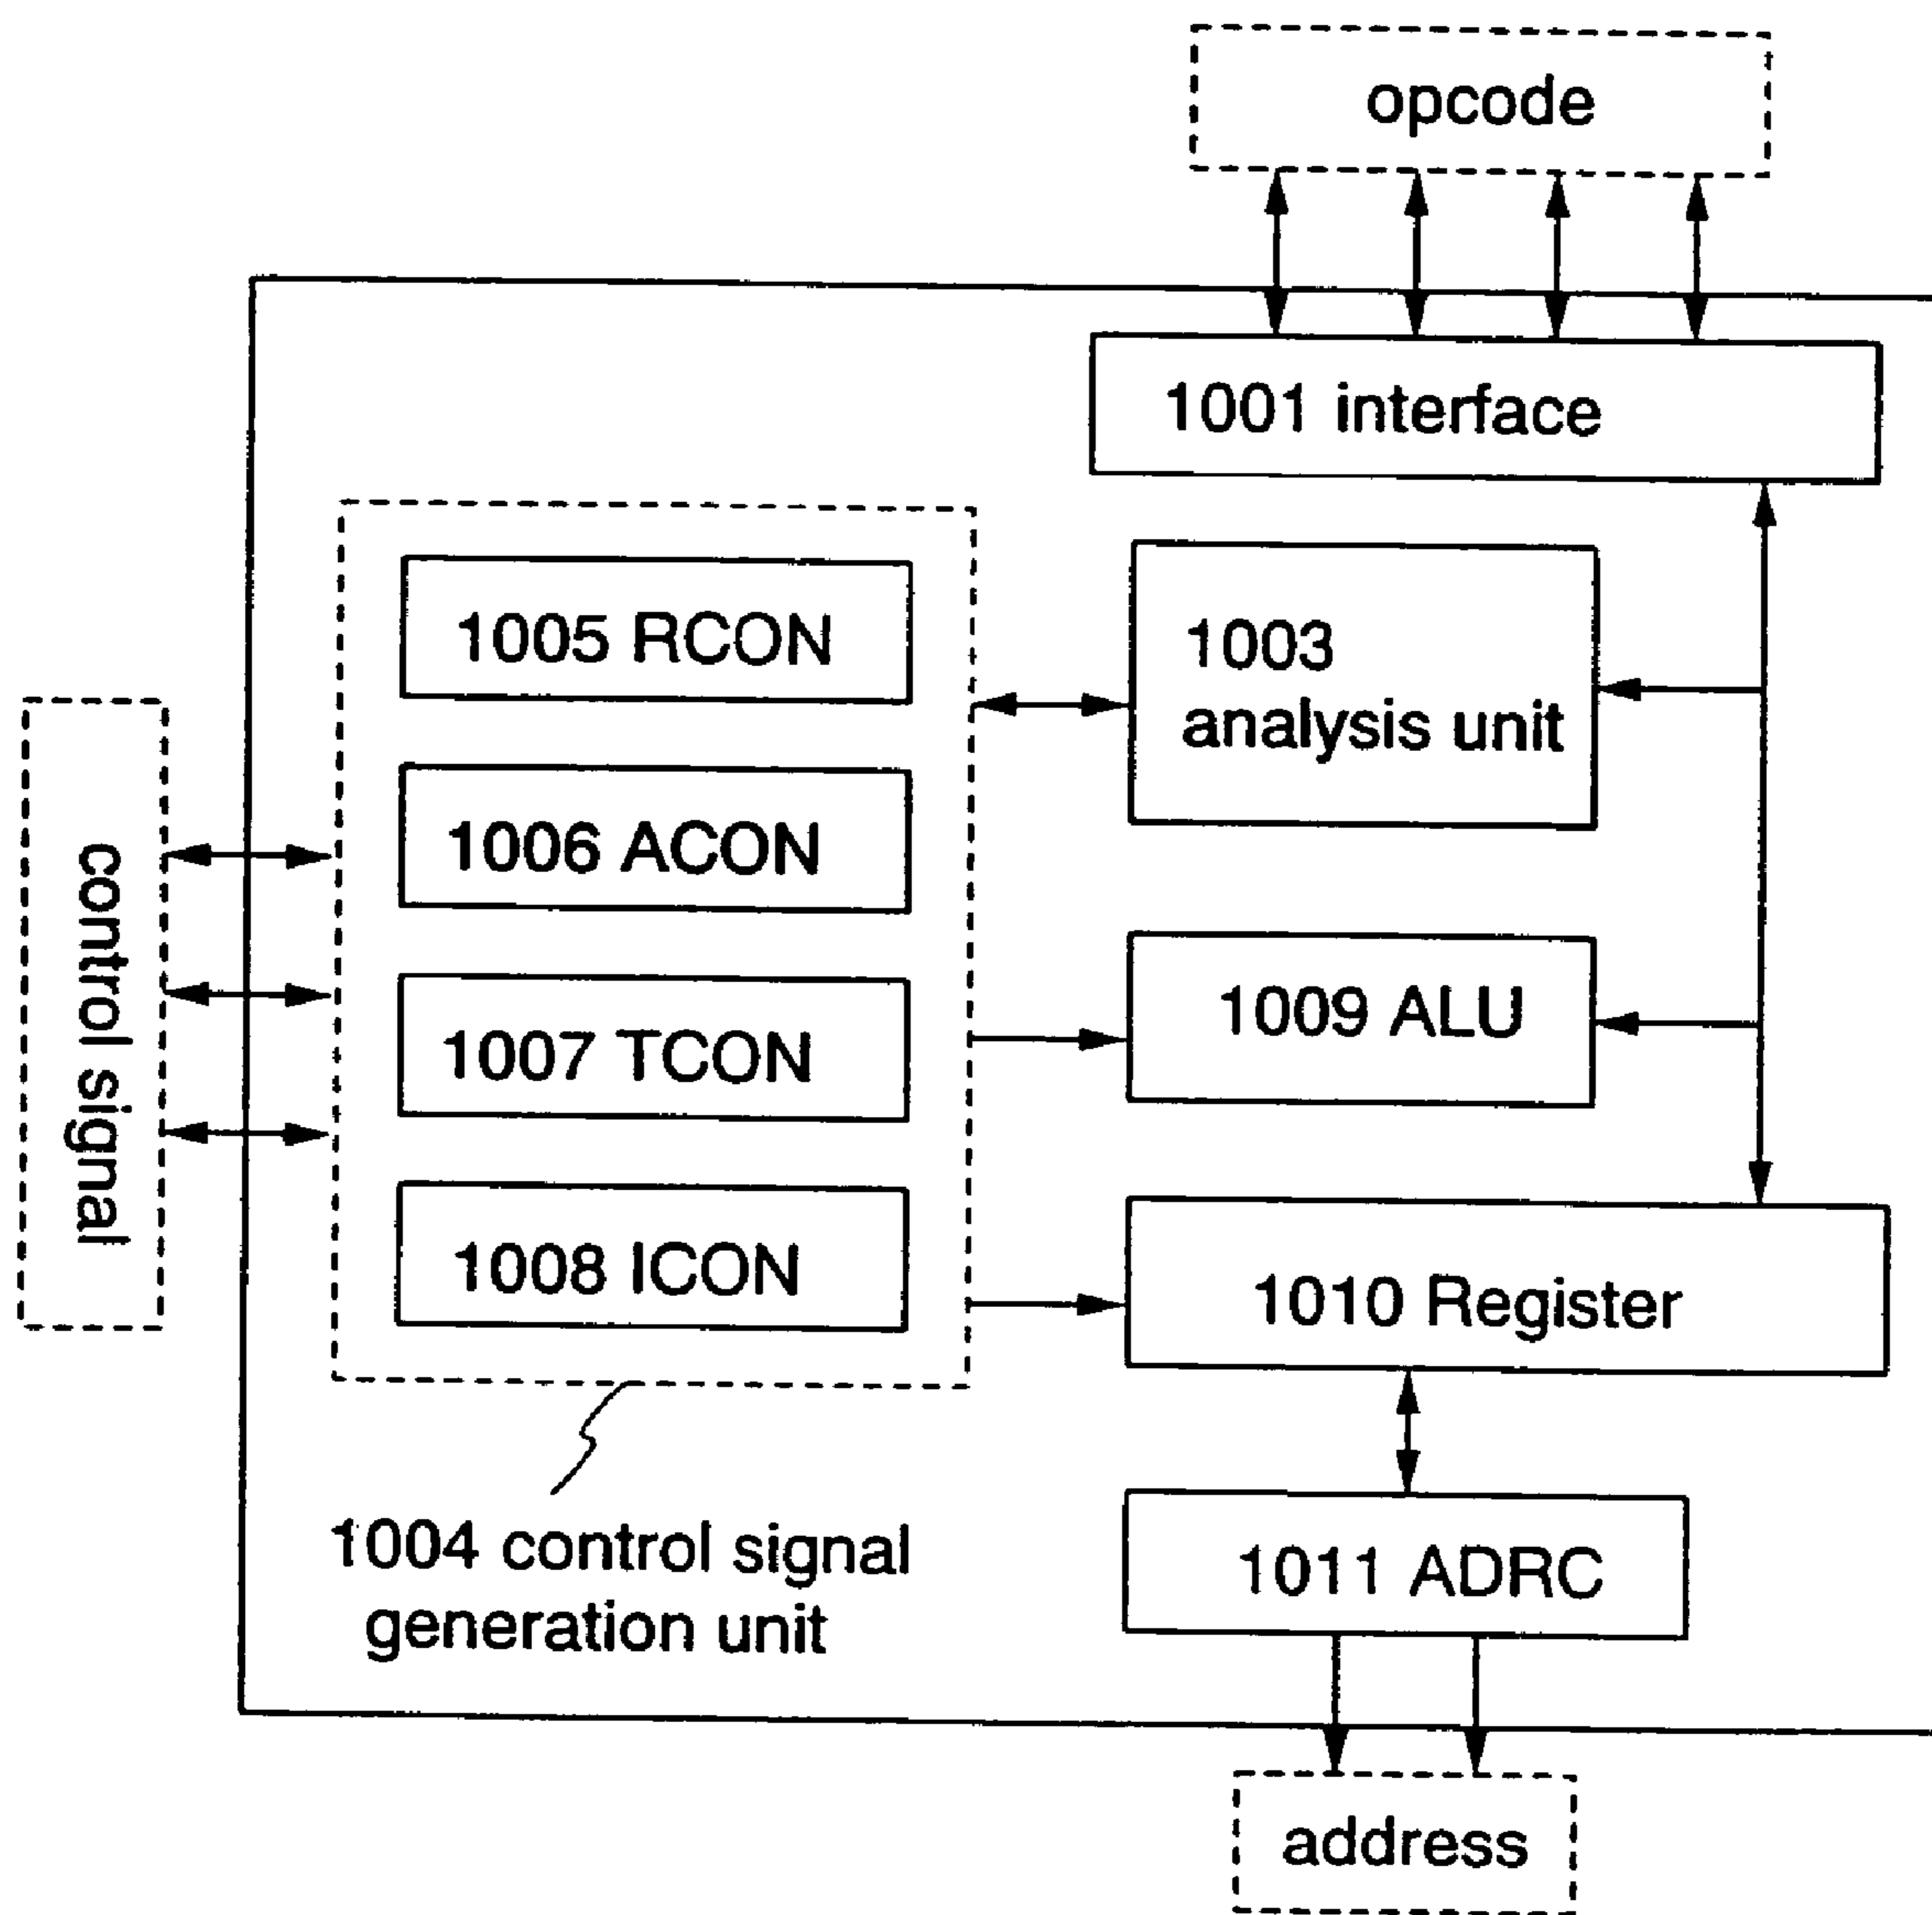 opcode
1001 interface
1005 RCON
1003
analysis unit
1006 ACON
control signal
1009 ALU
1007 TCON
1008 ICON
1010 Register
1004 control signal
generation unit
1011 ADRC
address